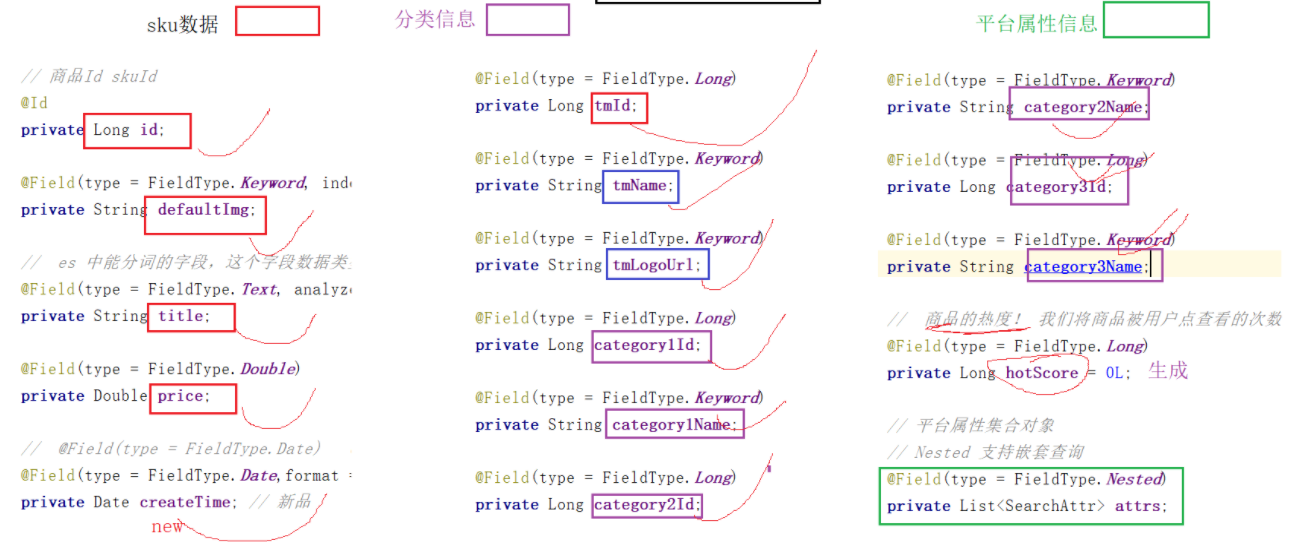 sku数据
// 商品Id skuId
@Id
private Long id;
@Field(type = FieldType.Keyword, inde
private String defaultImg;
// es 中能分词的字段，这个字段数据类
@Field(type = FieldType.Text, analyze
private String title;
@Field(type = FieldType.Double)
private Double price;
// @Field(type = FieldType.Date)
@Field(type = FieldType.Date,format =
private Date createTime; // 新品
new
分类信息
@Field(type = FieldType.Long)
private Long tmId;
@Field(type = FieldType.Keyword)
private String tmName;
@Field(type = FieldType.Keyword)
private String tmLogoUrl;
@Field(type = FieldType.Long)
private Long category1Id;
@Field(type = FieldType.Keyword)
private String category1Name;
@Field(type = FieldType.Long)
private Long category2Id;
平台属性信息
@Field(type = FieldType.Keyword)
private String category2Name;
@Field(type = FieldType.Long)
private Long category3Id;
@Field(type = FieldType.Keyword)
private String category3Name;
// 商品的热度！ 我们将商品被用户点查看的次数
@Field(type = FieldType.Long)
private Long hotScore = 0L; 生成
// 平台属性集合对象
// Nested 支持嵌套查询
@Field(type = FieldType.Nested)
private List<SearchAttr> attrs;